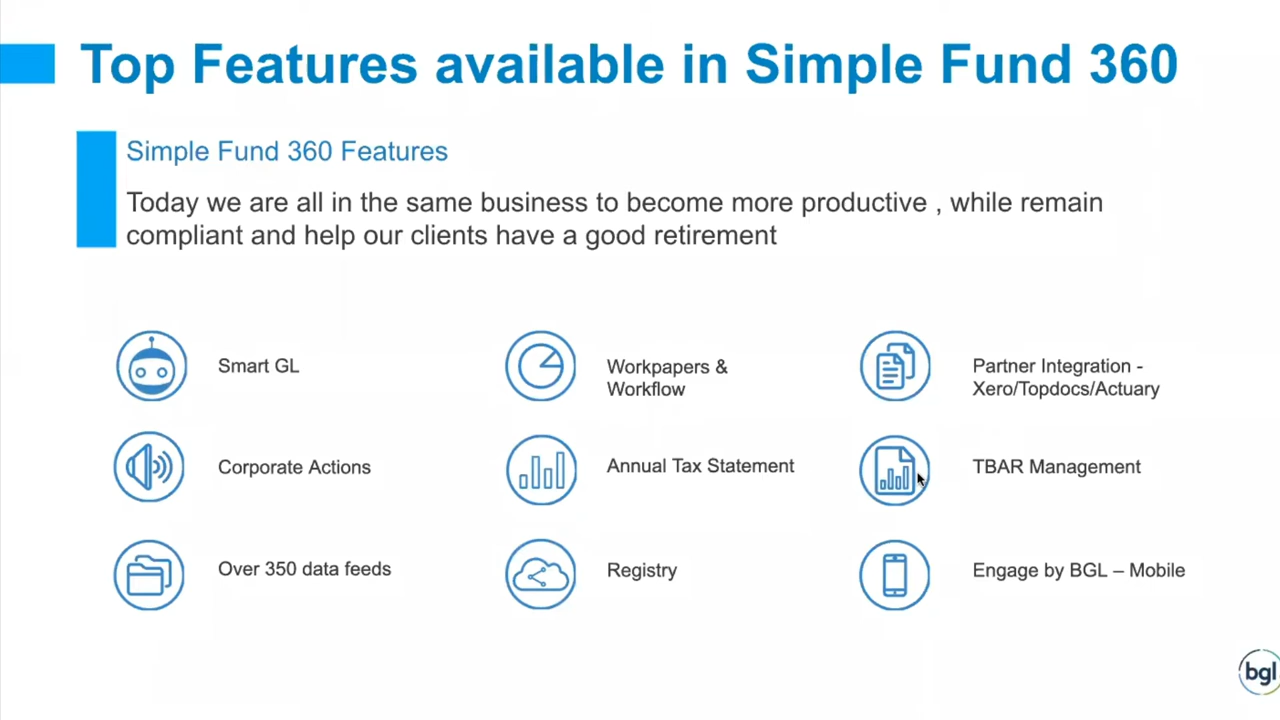 Top Features available in Simple Fund 360
Simple Fund 360 Features
Today we are all in the same business to become more productive , while remain
compliant and help our clients have a good retirement
Smart GL
Workpapers &
Workflow
Partner Integration -
Xero/Topdocs/Actuary
Corporate Actions
Annual Tax Statement
TBAR Management
Over 350 data feeds
Registry
Engage by BGL – Mobile
bgl